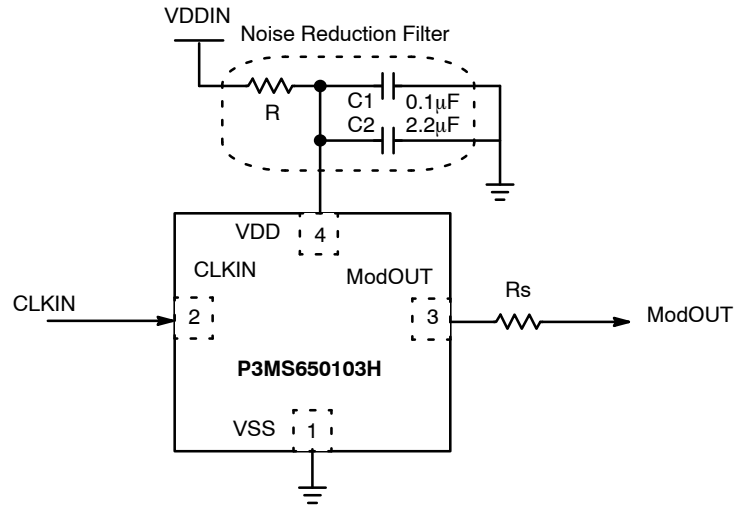 VDDIN
Noise Reduction Filter
R
C1 0.1μF
C2 2.2μF
VDD
4
CLKIN
ModOUT
CLKIN
2
3
Rs
ModOUT
P3MS650103H
VSS
1